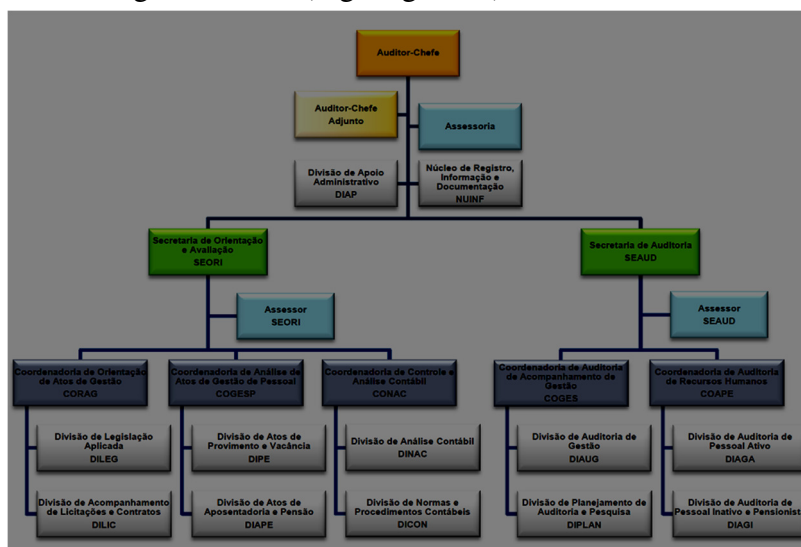 Auditor-Chefe
Auditor-Chefe
Adjunto
Assessoria
Divisão de Apoio
Administrativo
DIAP
Núcleo de Registro,
Informação e
Documentação
NUINF
Secretaria de Orientação
e Avaliação
SEORI
Secretaria de Auditoria
SEAUD
Assessor
SEORI
Assessor
SEAUD
Coordenadoria de Orientação
de Atos de Gestão
CORAG
Coordenadoria de Análise de
Atos de Gestão de Pessoal
COGESP
Coordenadoria de Controle e
Análise Contábil
CONAC
Coordenadoria de Auditoria
de Acompanhamento de
Gestão
COGES
Coordenadoria de Auditoria
de Recursos Humanos
COAPE
Divisão de Legislação
Aplicada
DILEG
Divisão de Atos de
Provimento e Vacância
DIPE
Divisão de Análise Contábil
DINAC
Divisão de Auditoria de
Gestão
DIAUG
Divisão de Auditoria de
Pessoal Ativo
DIAGA
Divisão de Acompanhamento
de Licitações e Contratos
DILIC
Divisão de Atos de
Aposentadoria e Pensão
DIAPE
Divisão de Normas e
Procedimentos Contábeis
DICON
Divisão de Planejamento de
Auditoria e Pesquisa
DIPLAN
Divisão de Auditoria de
Pessoal Inativo e Pensionist
DIAGI